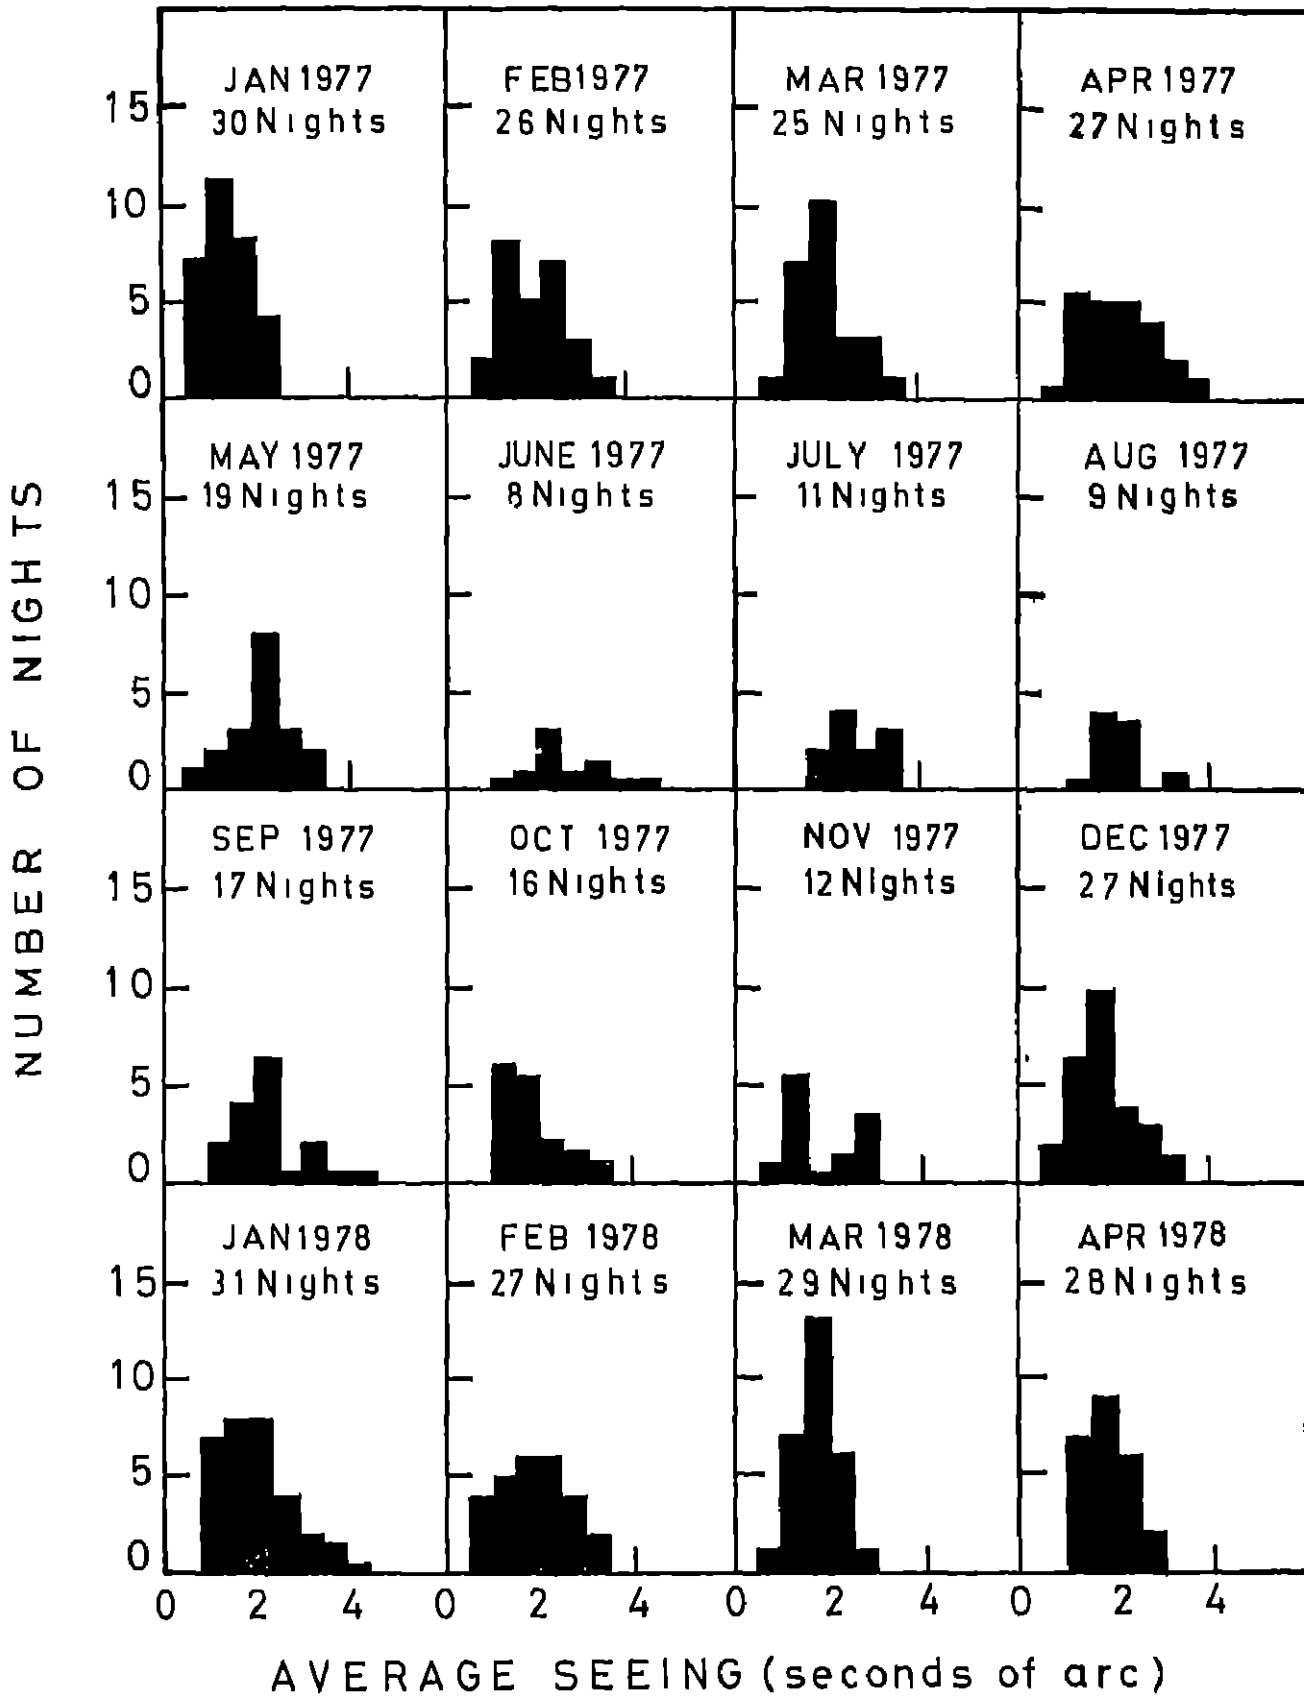 NUMBER OF NIGHTS
JAN 1977
30 Nights
FEB 1977
26 Nights
MAR 1977
25 Nights
APR 1977
27 Nights
15
10
5
0
MAY 1977
19 Nights
JUNE 1977
8 Nights
JULY 1977
11 Nights
AUG 1977
9 Nights
15
10
5
0
SEP 1977
17 Nights
OCT 1977
16 Nights
NOV 1977
12 Nights
DEC 1977
27 Nights
15
10
5
0
JAN 1978
31 Nights
FEB 1978
27 Nights
MAR 1978
29 Nights
APR 1978
28 Nights
15
10
5
0
0 2 4 0 2 4 0 2 4 0 2 4
AVERAGE SEEING (seconds of arc)